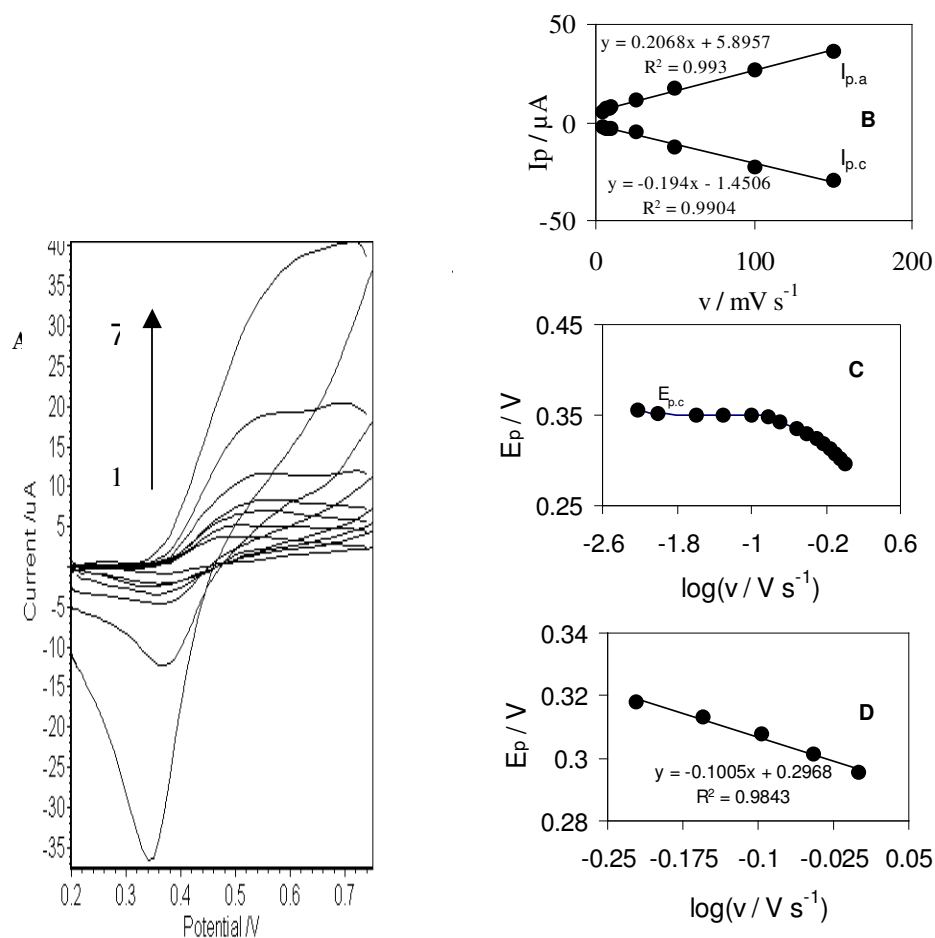 40
35
30
25
20
15
10
5
-5
-10
-15
-20
-25
-30
-35
Current /uA
7
1
0.2 0.3 0.4 0.5 0.6 0.7
Potential /V
50
0
-50
Ip / µA
y = 0.2068x + 5.8957
R² = 0.993
I p.a
B
I p.c
y = -0.194x - 1.4506
R² = 0.9904
0 100 200
v / mV s⁻¹
0.45
0.35
0.25
Ep / V
C
E p.c
-2.6 -1.8 -1 -0.2 0.6
log(v / V s⁻¹)
0.34
0.32
0.3
0.28
Ep / V
D
y = -0.1005x + 0.2968
R² = 0.9843
-0.25 -0.175 -0.1 -0.025 0.05
log(v / V s⁻¹)